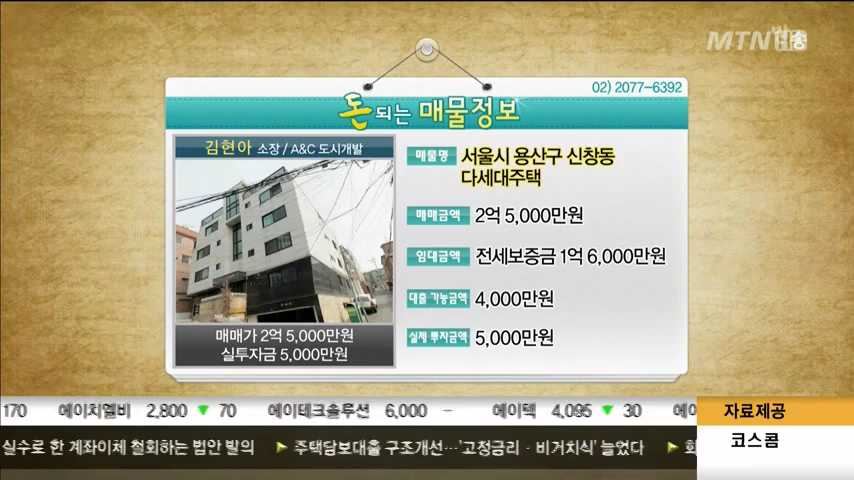 MTN 방송
02) 2077-6392
돈 되는 매물정보
김현아 소장 / A&C 도시개발
매물명 서울시 용산구 신창동
다세대주택
매매금액 2억 5,000만원
임대금액 전세보증금 1억 6,000만원
대출 가능금액 4,000만원
실제 투자금액 5,000만원
매매가 2억 5,000만원
실투자금 5,000만원
170 에이치엘비 2,800 ▼ 70 에이테크솔루션 6,000 - 에이텍 4,095 ▼ 30
자료제공
코스콤
실수로 한 계좌이체 철회하는 법안 발의 ▶ 주택담보대출 구조개선…'고정금리·비거치식' 늘었다 ▶